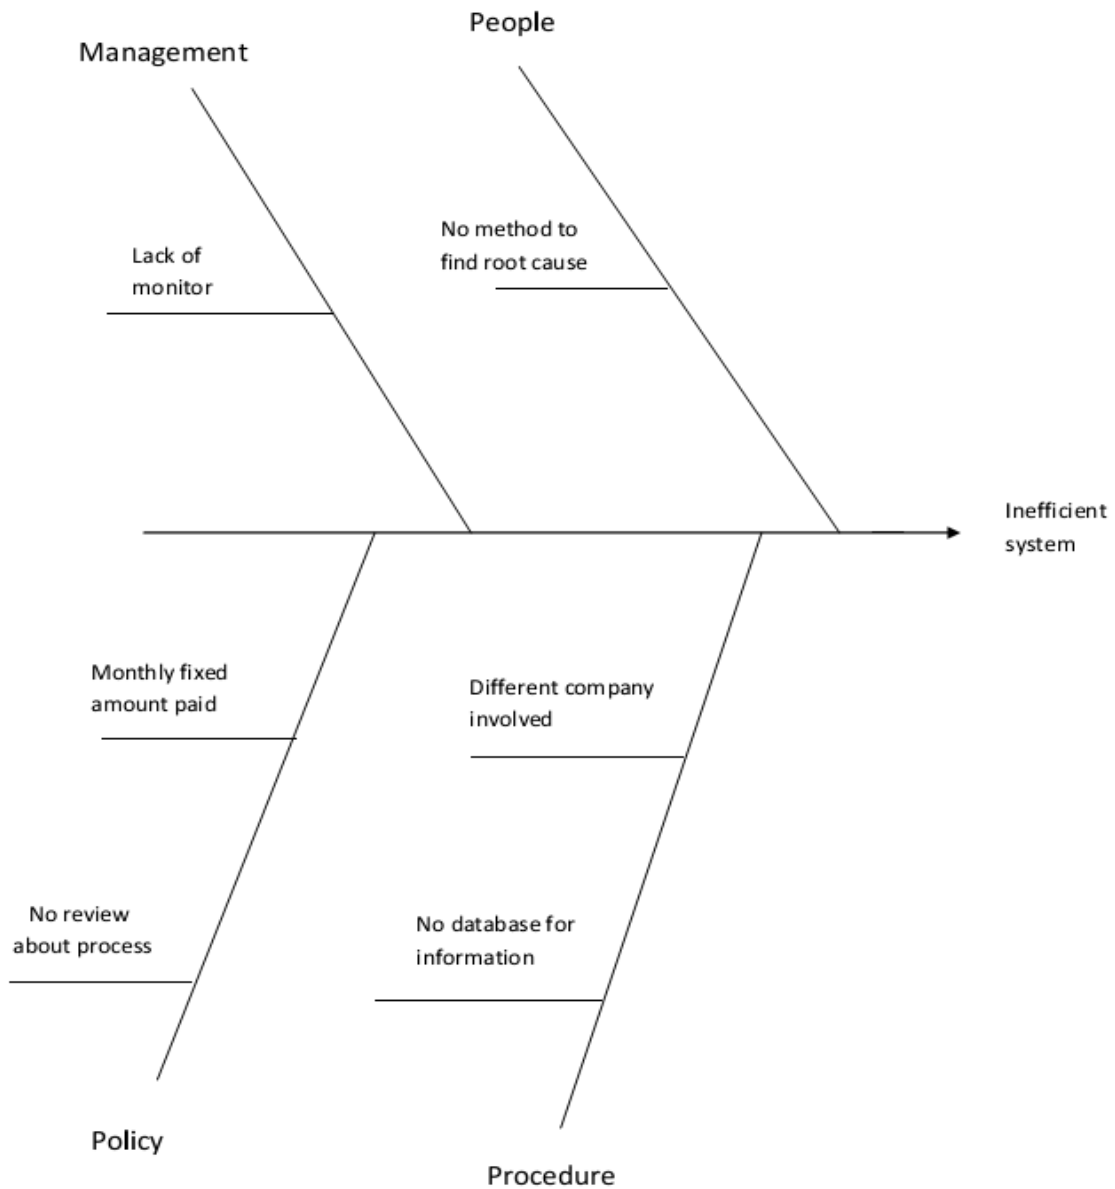 People
Management
No method to
find root cause
Lack of
monitor
Inefficient
system
Monthly fixed
amount paid
Different company
involved
No review
about process
No database for
information
Policy
Procedure